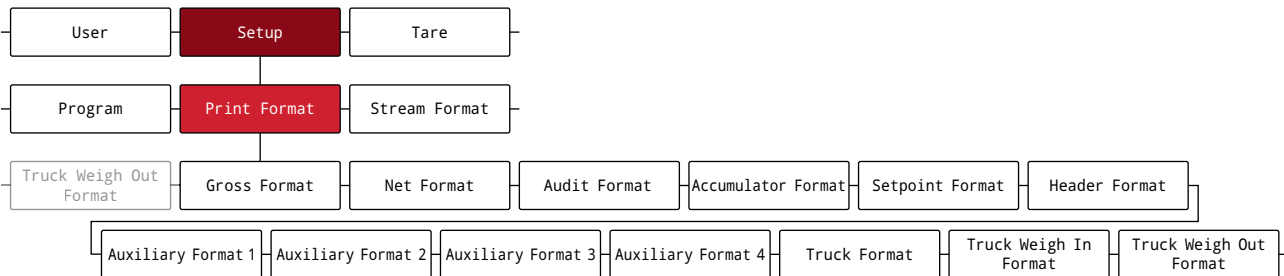 User
Setup
Tare
Program
Print Format
Stream Format
Truck Weigh Out
Format
Gross Format
Net Format
Audit Format
Accumulator Format
Setpoint Format
Header Format
Auxiliary Format 1
Auxiliary Format 2
Auxiliary Format 3
Auxiliary Format 4
Truck Format
Truck Weigh In
Format
Truck Weigh Out
Format